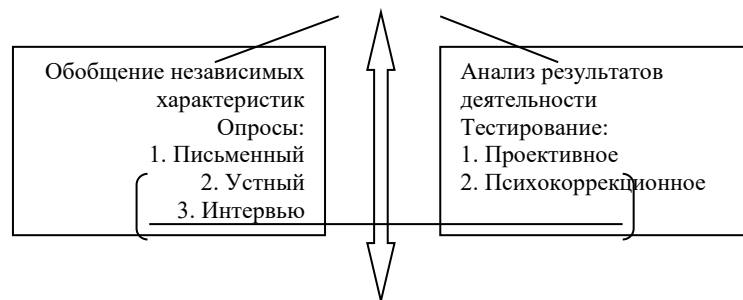 Обобщение независимых
характеристик
Опросы:
1. Письменный
2. Устный
3. Интервью
Анализ результатов
деятельности
Тестирование:
1. Проективное
2. Психокоррекционное